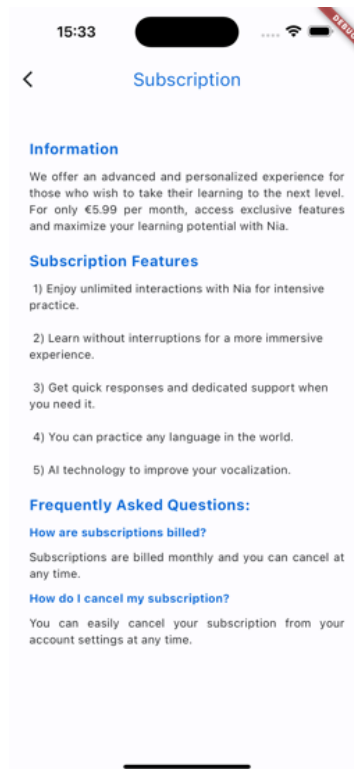 15:33
DEBUG
Subscription
Information
We offer an advanced and personalized experience for
those who wish to take their learning to the next level.
For only €5.99 per month, access exclusive features
and maximize your learning potential with Nia.
Subscription Features
1) Enjoy unlimited interactions with Nia for intensive
practice.
2) Learn without interruptions for a more immersive
experience.
3) Get quick responses and dedicated support when
you need it.
4) You can practice any language in the world.
5) AI technology to improve your vocalization.
Frequently Asked Questions:
How are subscriptions billed?
Subscriptions are billed monthly and you can cancel at
any time.
How do I cancel my subscription?
You can easily cancel your subscription from your
account settings at any time.